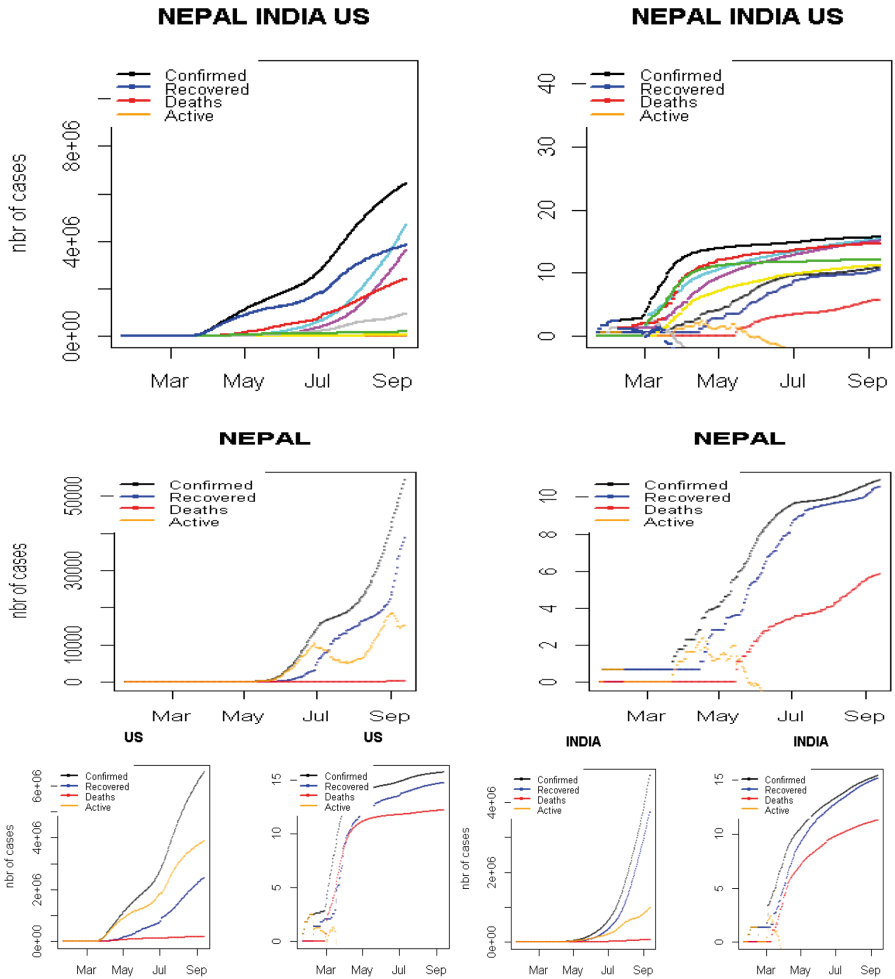 NEPAL INDIA US
nbr of cases
0e+00 4e+06 8e+06
Confirmed
Recovered
Deaths
Active
Mar May Jul Sep
NEPAL INDIA US
0 10 20 30 40
Confirmed
Recovered
Deaths
Active
Mar May Jul Sep
NEPAL
nbr of cases
0 10000 30000 50000
Confirmed
Recovered
Deaths
Active
Mar May Jul Sep
NEPAL
0 2 4 6 8 10
Confirmed
Recovered
Deaths
Active
Mar May Jul Sep
US
nbr of cases
0e+00 2e+06 4e+06 6e+06
Confirmed
Recovered
Deaths
Active
Mar May Jul Sep
US
0 5 10 15
Confirmed
Recovered
Deaths
Active
Mar May Jul Sep
INDIA
nbr of cases
0e+00 2e+06 4e+06
Confirmed
Recovered
Deaths
Active
Mar May Jul Sep
INDIA
0 5 10 15
Confirmed
Recovered
Deaths
Active
Mar May Jul Sep